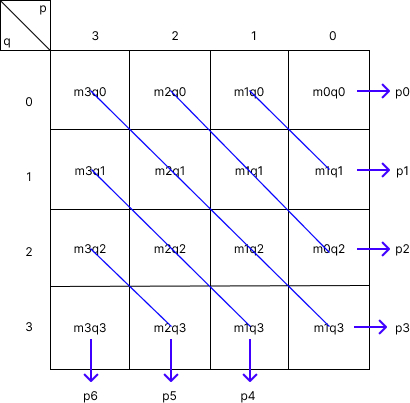 p
q
3 2 1 0
0 m3q0 m2q0 m1q0 m0q0 p0
1 m3q1 m2q1 m1q1 m1q1 p1
2 m3q2 m2q2 m1q2 m0q2 p2
3 m3q3 m2q3 m1q3 m1q3 p3
p6 p5 p4